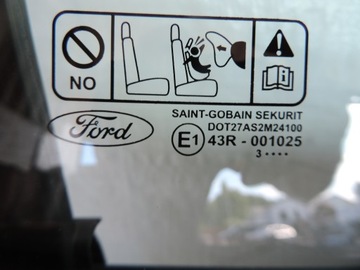 NO
Ford
SAINT-GOBAIN SEKURIT
DOT27AS2M24100
E1 43R - 001025
3 ····